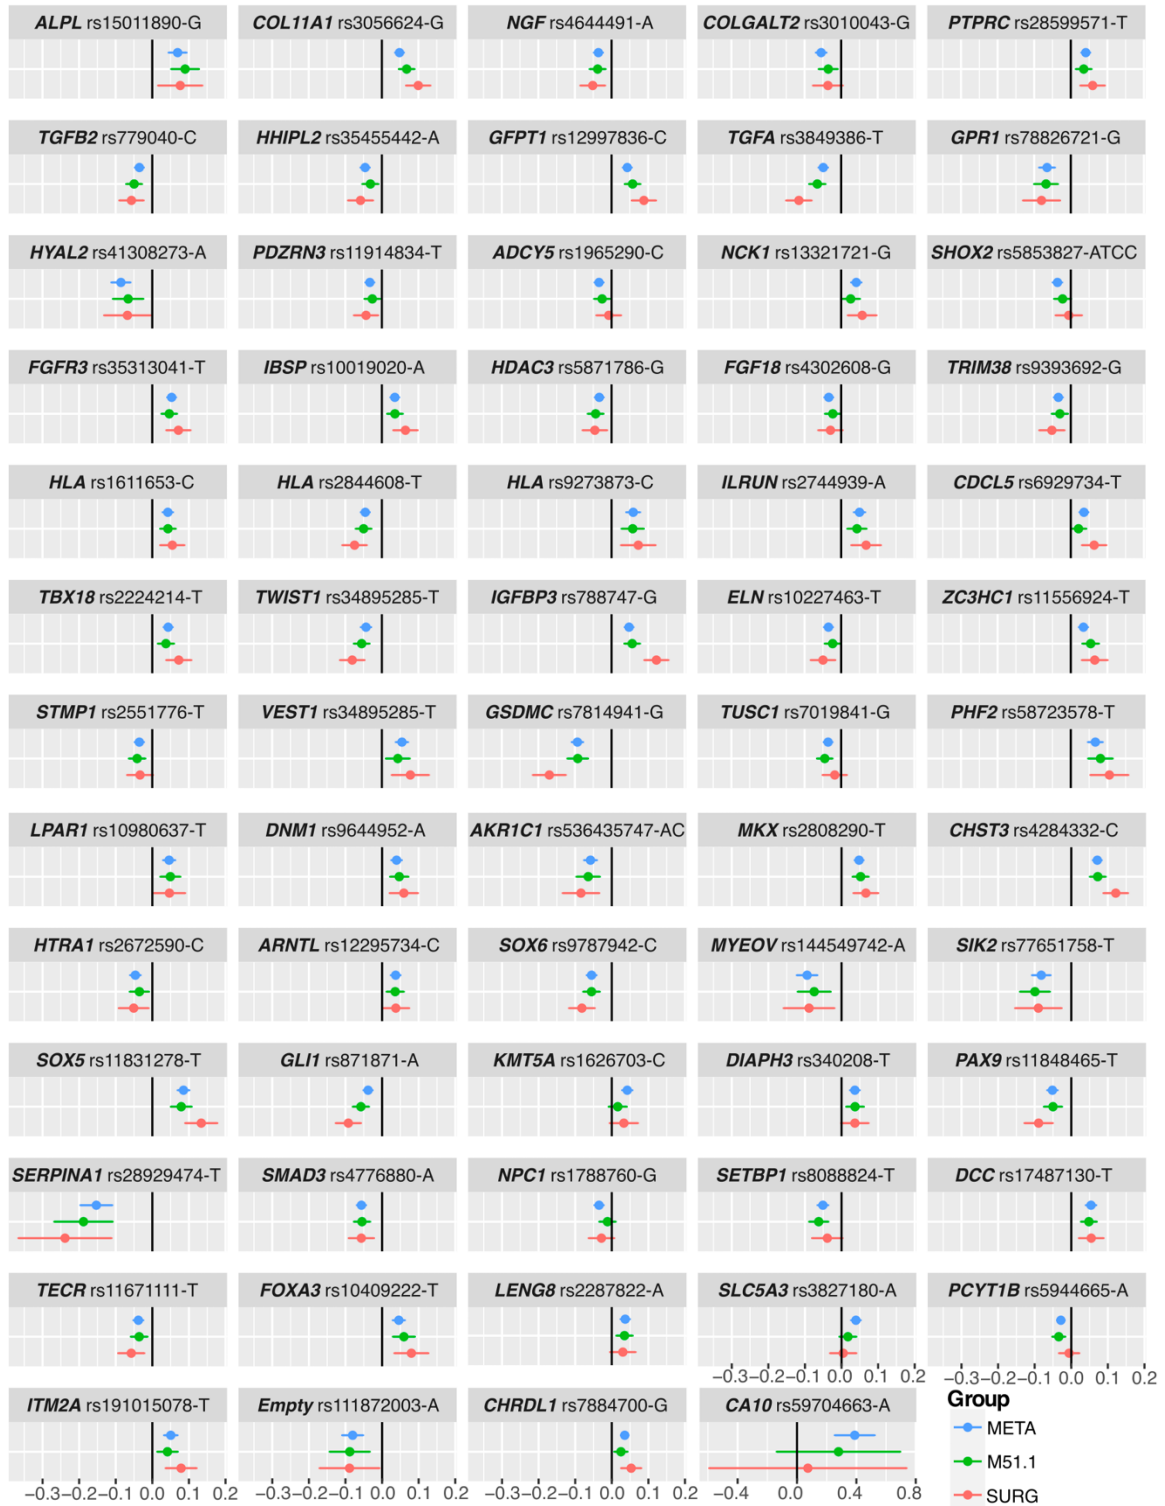 ALPL rs15011890-G COL11A1 rs3056624-G NGF rs4644491-A COLGALT2 rs3010043-G PTPRC rs28599571-T
TGFB2 rs779040-C HHIPL2 rs35455442-A GFPT1 rs12997836-C TGFA rs3849386-T GPR1 rs78826721-G
HYAL2 rs41308273-A PDZRN3 rs11914834-T ADCY5 rs1965290-C NCK1 rs13321721-G SHOX2 rs5853827-ATCC
FGFR3 rs35313041-T IBSP rs10019020-A HDAC3 rs5871786-G FGF18 rs4302608-G TRIM38 rs9393692-G
HLA rs1611653-C HLA rs2844608-T HLA rs9273873-C ILRUN rs2744939-A CDCL5 rs6929734-T
TBX18 rs2224214-T TWIST1 rs34895285-T IGFBP3 rs788747-G ELN rs10227463-T ZC3HC1 rs11556924-T
STMP1 rs2551776-T VEST1 rs34895285-T GSDMC rs7814941-G TUSC1 rs7019841-G PHF2 rs58723578-T
LPAR1 rs10980637-T DNM1 rs9644952-A AKR1C1 rs536435747-AC MKX rs2808290-T CHST3 rs4284332-C
HTRA1 rs2672590-C ARNTL rs12295734-C SOX6 rs9787942-C MYEOV rs144549742-A SIK2 rs77651758-T
SOX5 rs11831278-T GLI1 rs871871-A KMT5A rs1626703-C DIAPH3 rs340208-T PAX9 rs11848465-T
SERPINA1 rs28929474-T SMAD3 rs4776880-A NPC1 rs1788760-G SETBP1 rs8088824-T DCC rs17487130-T
TECR rs11671111-T FOXA3 rs10409222-T LENG8 rs2287822-A SLC5A3 rs3827180-A PCYT1B rs5944665-A
−0.3−0.2−0.1 0.0 0.1 0.2 −0.3−0.2−0.1 0.0 0.1 0.2
ITM2A rs191015078-T Empty rs111872003-A CHRDL1 rs7884700-G CA10 rs59704663-A
Group
META
M51.1
SURG
−0.3−0.2−0.1 0.0 0.1 0.2 −0.3−0.2−0.1 0.0 0.1 0.2 −0.3−0.2−0.1 0.0 0.1 0.2 −0.4 0.0 0.4 0.8